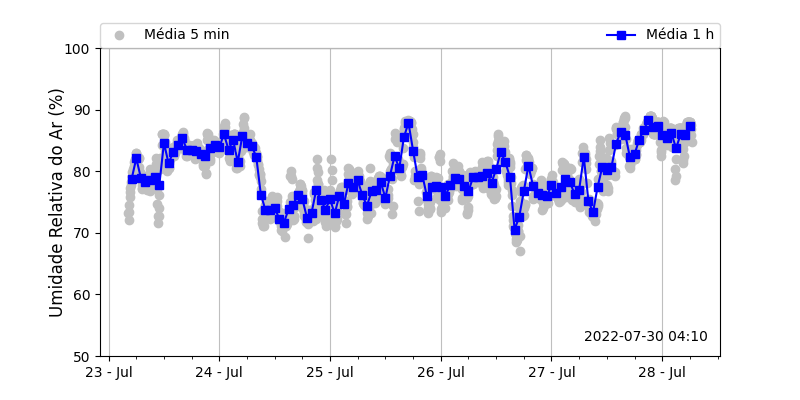 Média 5 min
Média 1 h
100
90
80
70
60
50
Umidade Relativa do Ar (%)
2022-07-30 04:10
23 - Jul
24 - Jul
25 - Jul
26 - Jul
27 - Jul
28 - Jul